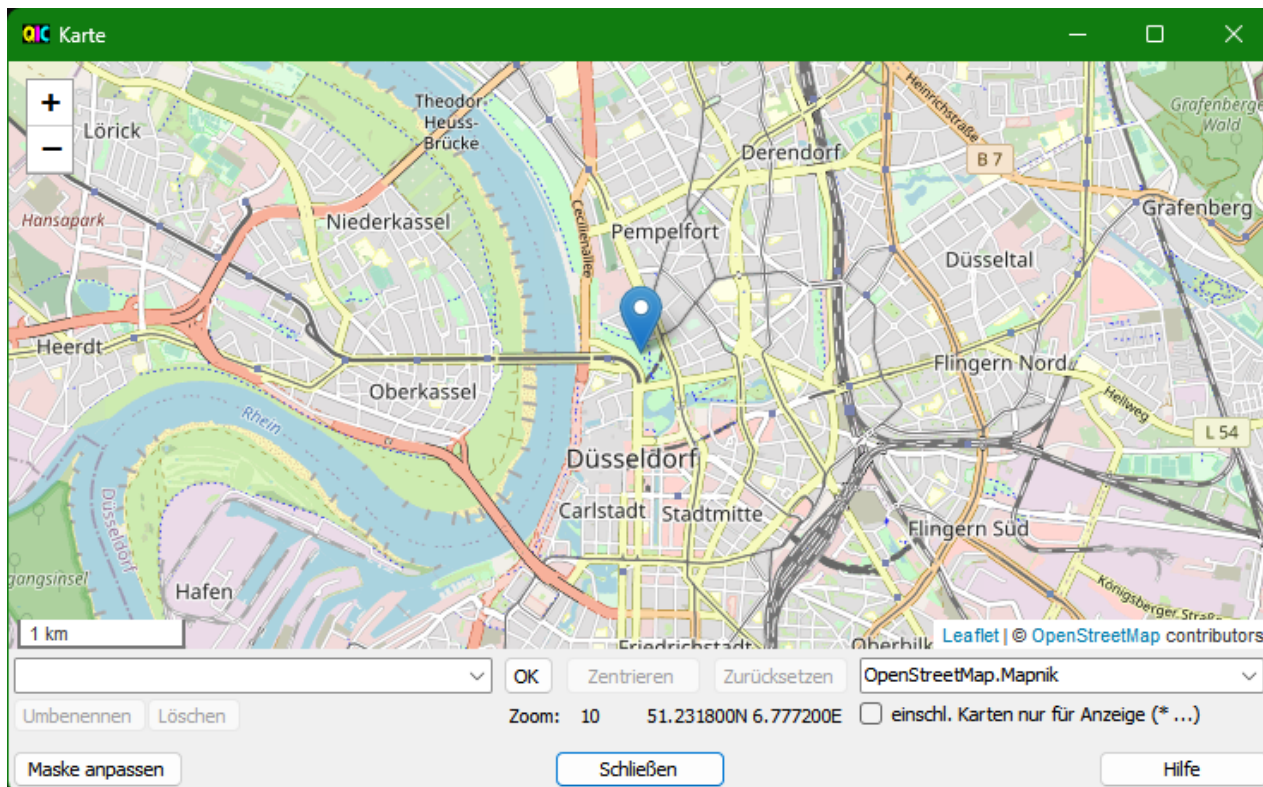 QIC Karte
+
−
Theodor-
Heuss-
Brücke
Lörick
Heinrichstraße
Grafenberger
Wald
Derendorf
B 7
Hansapark
Niederkassel
Cecilienallee
Pempelfort
Grafenberg
Düsseltal
Heerdt
Flingern Nord
Oberkassel
Hellweg
Rhein
L 54
Düsseldorf
Düsseldorf
Carlstadt
Stadtmitte
Flingern Süd
gangsinsel
Hafen
Königsberger Straße
1 km
Friedrichstadt
Oberbilk
Leaflet | © OpenStreetMap contributors
OK
Zentrieren
Zurücksetzen
OpenStreetMap.Mapnik
Umbenennen
Löschen
Zoom: 10 51.231800N 6.777200E
einschl. Karten nur für Anzeige (* ...)
Maske anpassen
Schließen
Hilfe